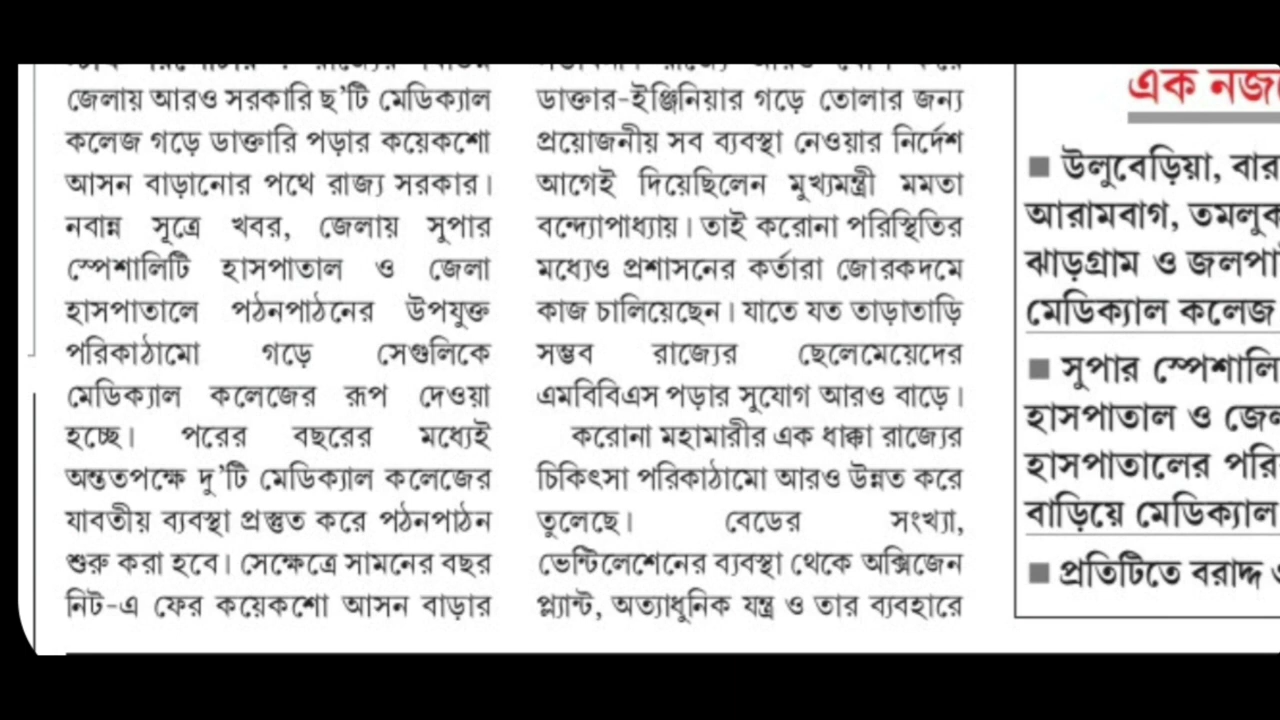 জেলায় আরও সরকারি ছ'টি মেডিক্যাল
কলেজ গড়ে ডাক্তারি পড়ার কয়েকশো
আসন বাড়ানোর পথে রাজ্য সরকার।
নবান্ন সূত্রে খবর, জেলায় সুপার
স্পেশালিটি হাসপাতাল ও জেলা
হাসপাতালে পঠনপাঠনের উপযুক্ত
পরিকাঠামো গড়ে সেগুলিকে
মেডিক্যাল কলেজের রূপ দেওয়া
হচ্ছে। পরের বছরের মধ্যেই
অন্ততপক্ষে দু'টি মেডিক্যাল কলেজের
যাবতীয় ব্যবস্থা প্রস্তুত করে পঠনপাঠন
শুরু করা হবে। সেক্ষেত্রে সামনের বছর
নিট-এ ফের কয়েকশো আসন বাড়ার
ডাক্তার-ইঞ্জিনিয়ার গড়ে তোলার জন্য
প্রয়োজনীয় সব ব্যবস্থা নেওয়ার নির্দেশ
আগেই দিয়েছিলেন মুখ্যমন্ত্রী মমতা
বন্দ্যোপাধ্যায়। তাই করোনা পরিস্থিতির
মধ্যেও প্রশাসনের কর্তারা জোরকদমে
কাজ চালিয়েছেন। যাতে যত তাড়াতাড়ি
সম্ভব রাজ্যের ছেলেমেয়েদের
এমবিবিএস পড়ার সুযোগ আরও বাড়ে।
করোনা মহামারীর এক ধাক্কা রাজ্যের
চিকিৎসা পরিকাঠামো আরও উন্নত করে
তুলেছে। বেডের সংখ্যা,
ভেন্টিলেশেনের ব্যবস্থা থেকে অক্সিজেন
প্ল্যান্ট, অত্যাধুনিক যন্ত্র ও তার ব্যবহারে
এক নজ
■ উলুবেড়িয়া, বার
আরামবাগ, তমলুক
ঝাড়গ্রাম ও জলপা
মেডিক্যাল কলেজ
■ সুপার স্পেশালি
হাসপাতাল ও জেল
হাসপাতালের পরি
বাড়িয়ে মেডিক্যাল
■ প্রতিটিতে বরাদ্দ